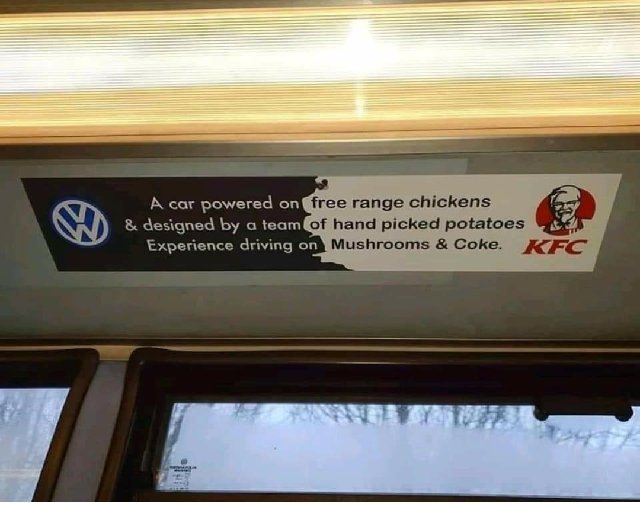 A car powered on free range chickens
& designed by a team of hand picked potatoes
Experience driving on Mushrooms & Coke.
KFC